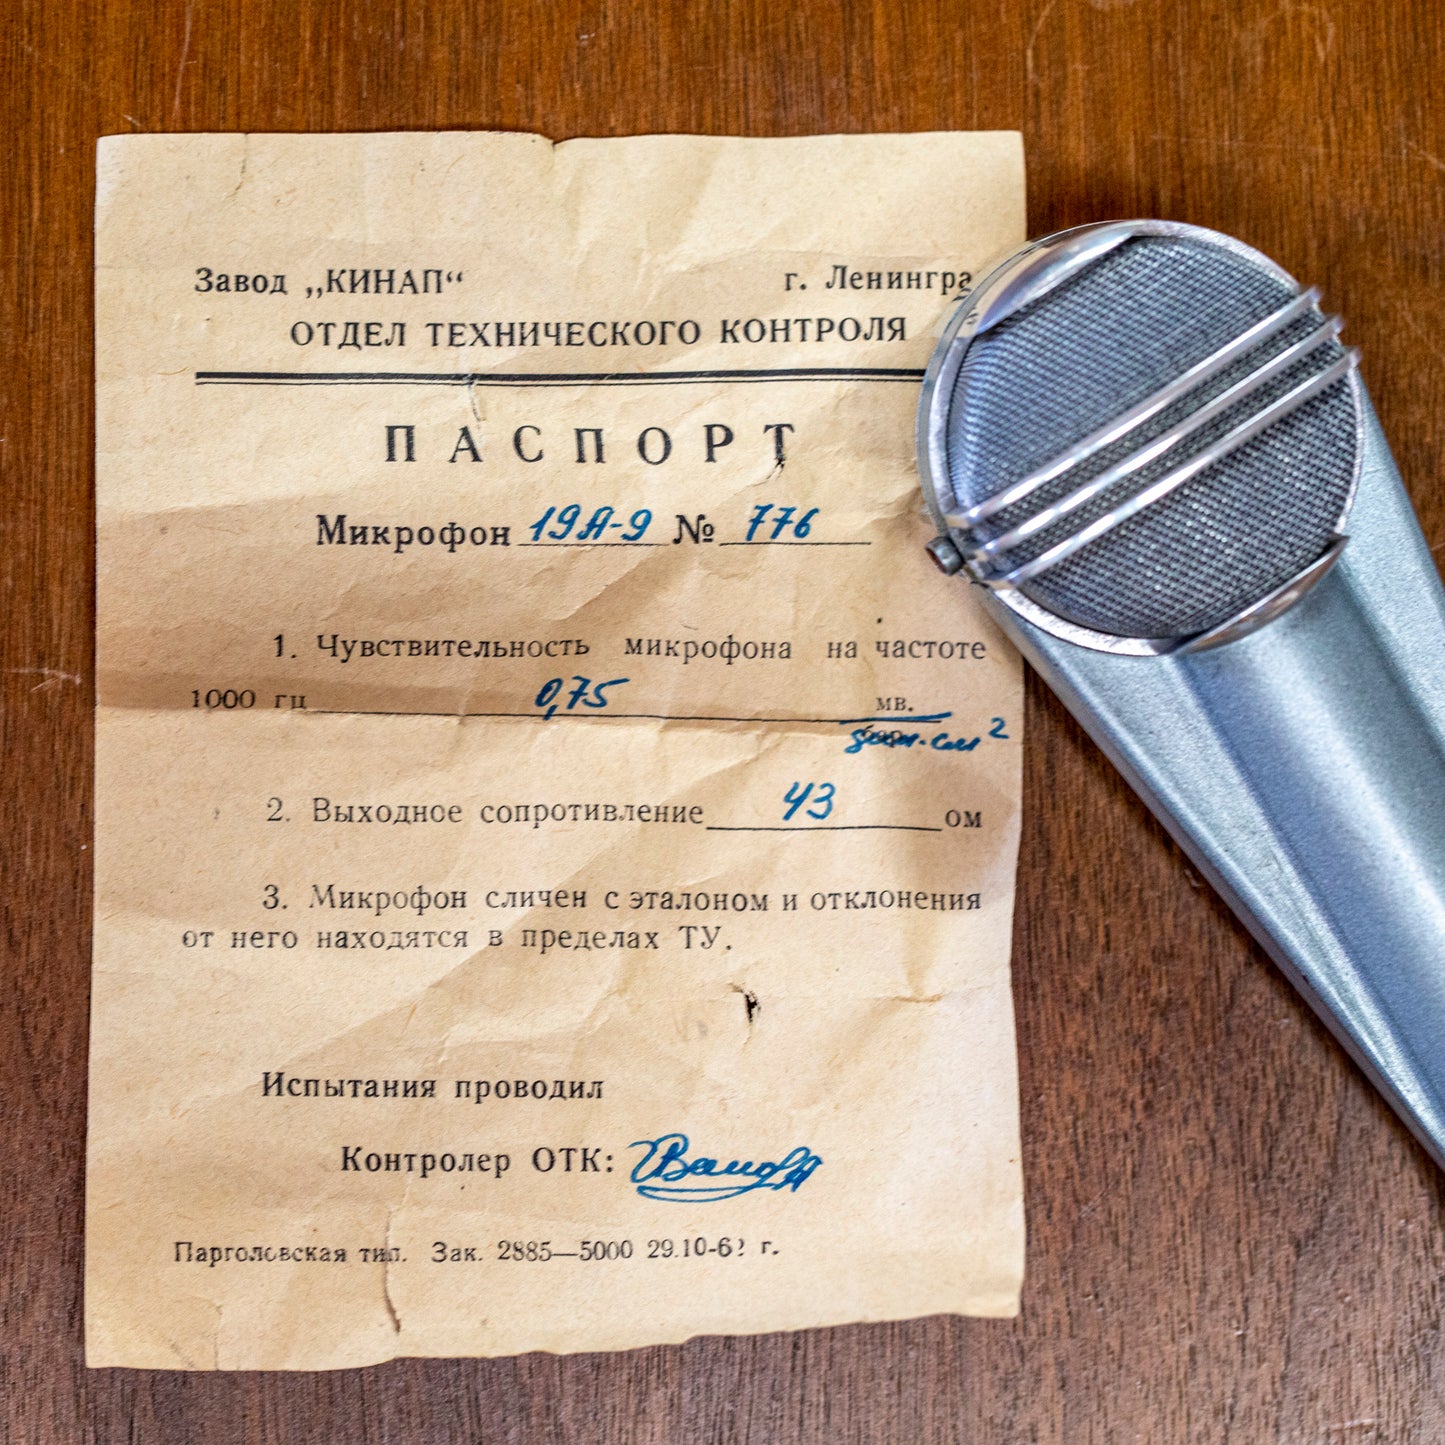 Завод „КИНАП“ г. Ленингра
ОТДЕЛ ТЕХНИЧЕСКОГО КОНТРОЛЯ
ПАСПОРТ
Микрофон 19А-9 № 776
1. Чувствительность микрофона на частоте
1000 гц 0,75 мв.
см²
2. Выходное сопротивление 43 ом
3. Микрофон сличен с эталоном и отклонения
от него находятся в пределах ТУ.
Испытания проводил
Контролер ОТК:
Парголовская тип. Зак. 2885—5000 29.10-6 г.